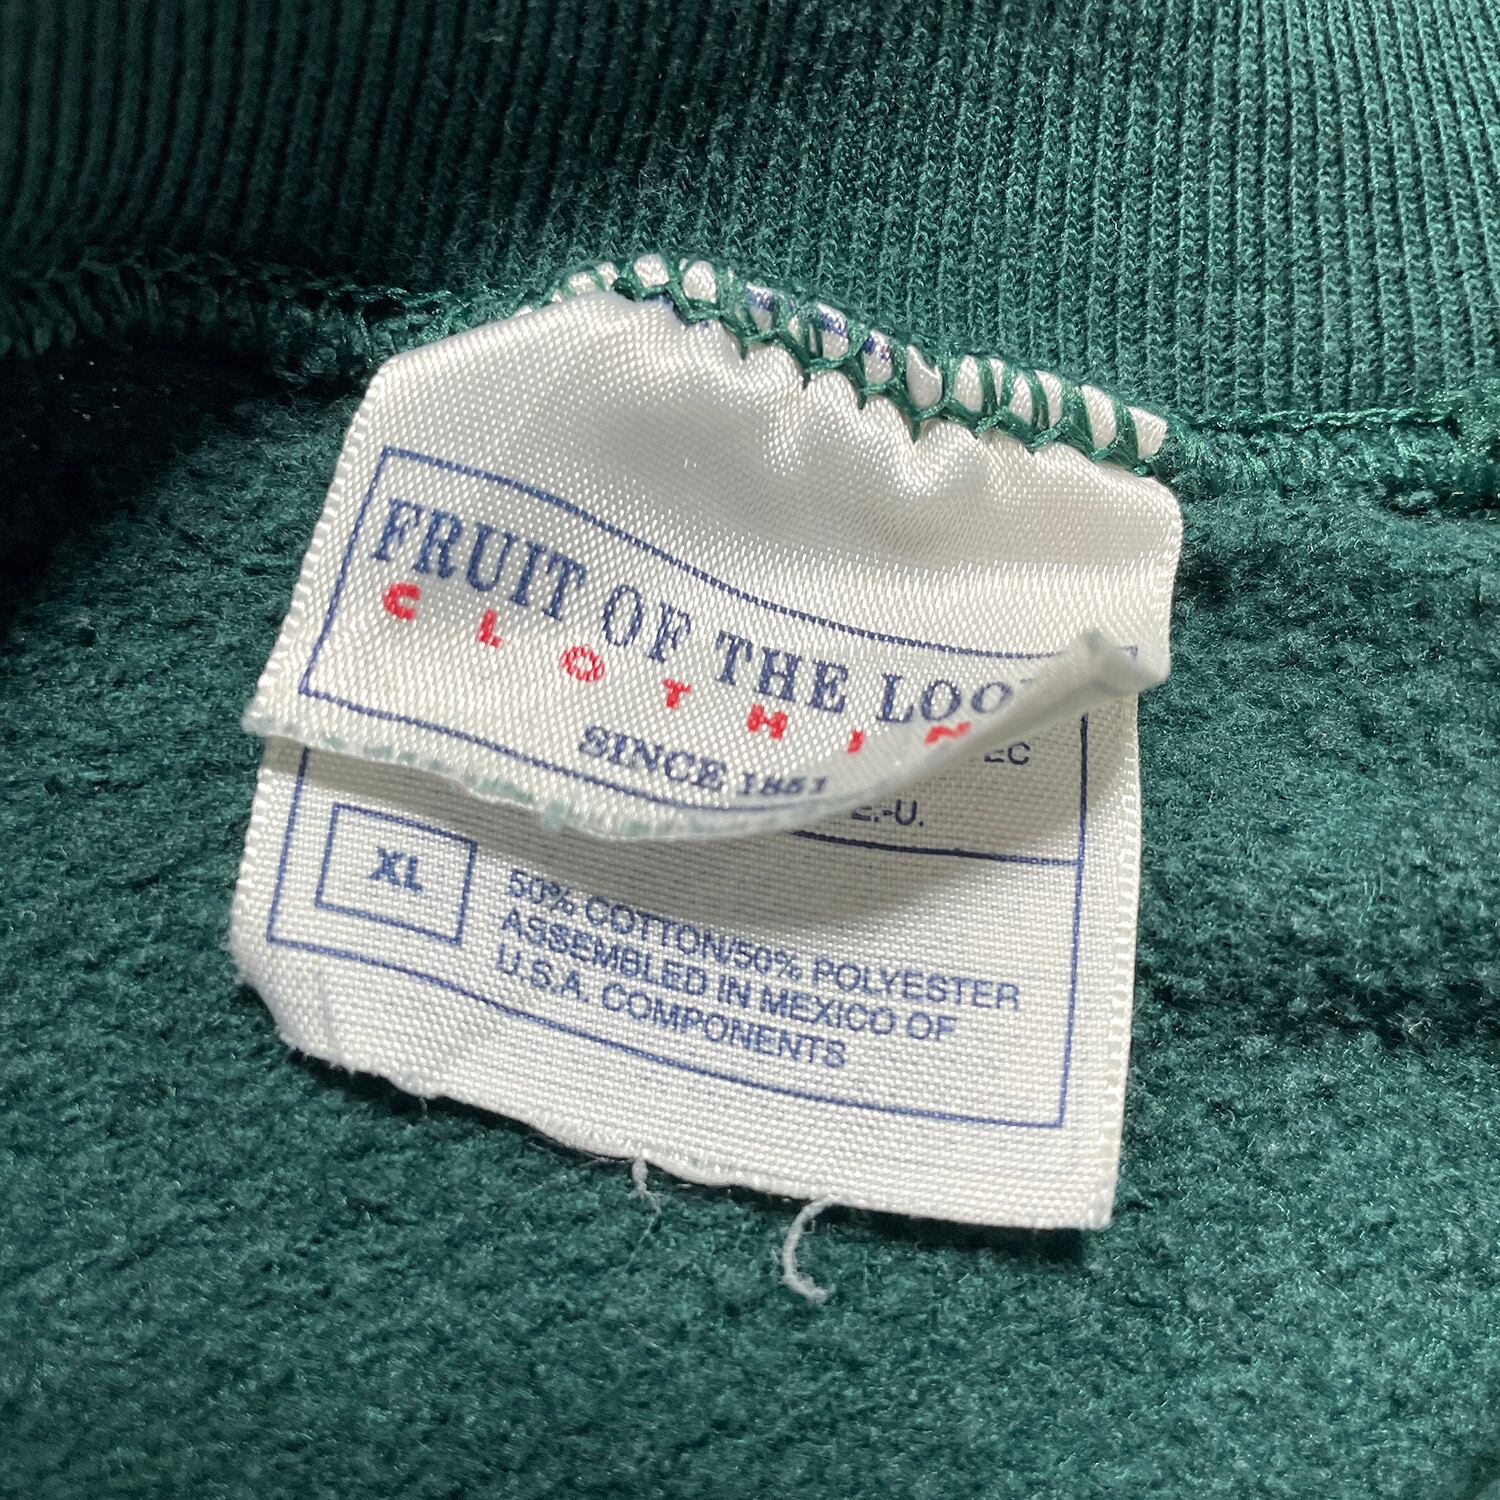 FRUIT OF THE LOO
CLOTHIN
SINCE 1851
EC
E.-U.
XL
50% COTTON/50% POLYESTER
ASSEMBLED IN MEXICO OF
U.S.A. COMPONENTS